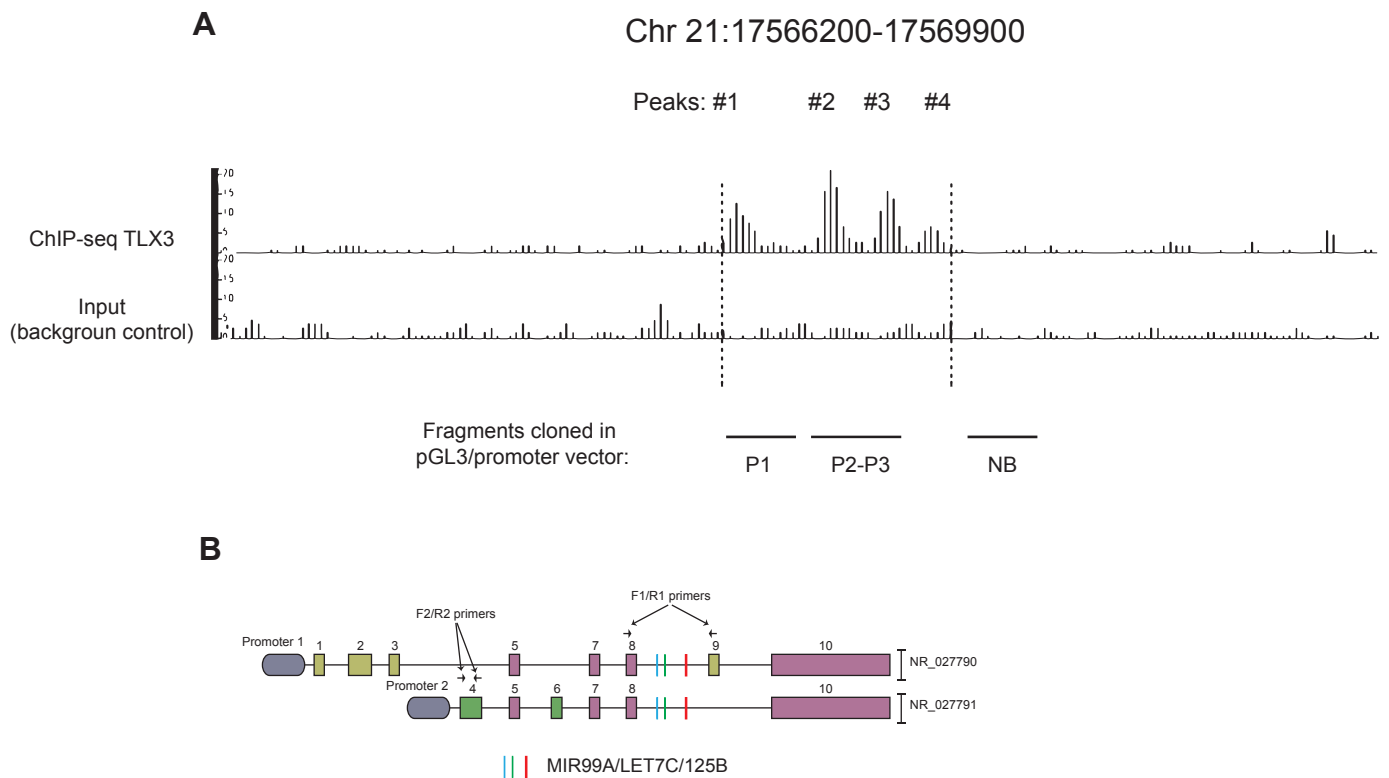 A
Chr 21:17566200-17569900
Peaks: #1 #2 #3 #4
ChIP-seq TLX3
Input
(backgroun control)
Fragments cloned in
pGL3/promoter vector:
P1 P2-P3 NB
B
F2/R2 primers
F1/R1 primers
Promoter 1 1 2 3 5 7 8 9 10
NR_027790
Promoter 2 4 5 6 7 8 10
NR_027791
MIR99A/LET7C/125B